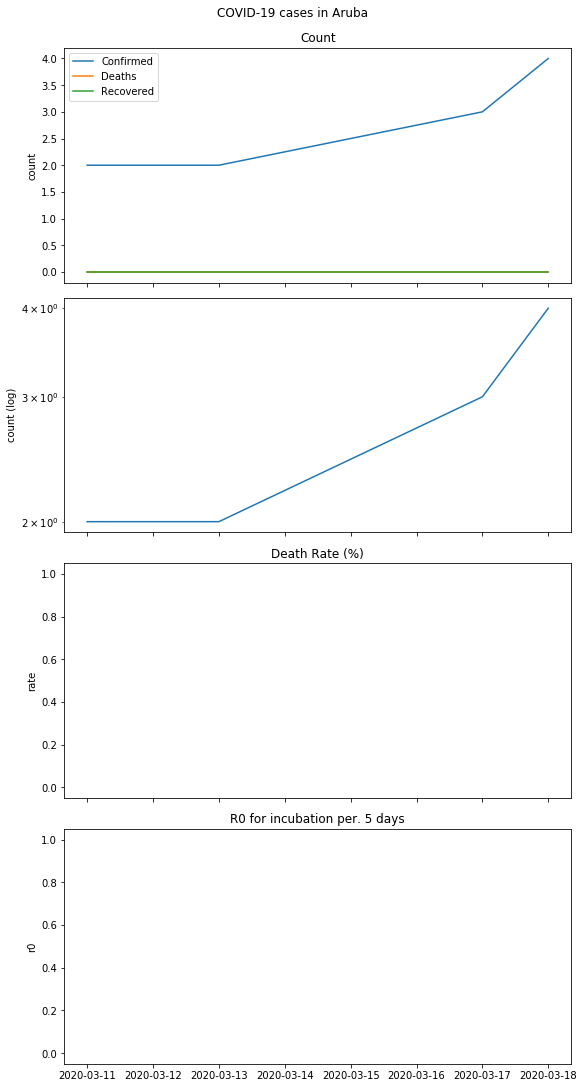 COVID-19 cases in Aruba
Count
4.0
3.5
3.0
2.5
2.0
1.5
1.0
0.5
0.0
count
Confirmed
Deaths
Recovered
4 × 10⁰
3 × 10⁰
2 × 10⁰
count (log)
Death Rate (%)
1.0
0.8
0.6
0.4
0.2
0.0
rate
R0 for incubation per. 5 days
1.0
0.8
0.6
0.4
0.2
0.0
r0
2020-03-11 2020-03-12 2020-03-13 2020-03-14 2020-03-15 2020-03-16 2020-03-17 2020-03-18